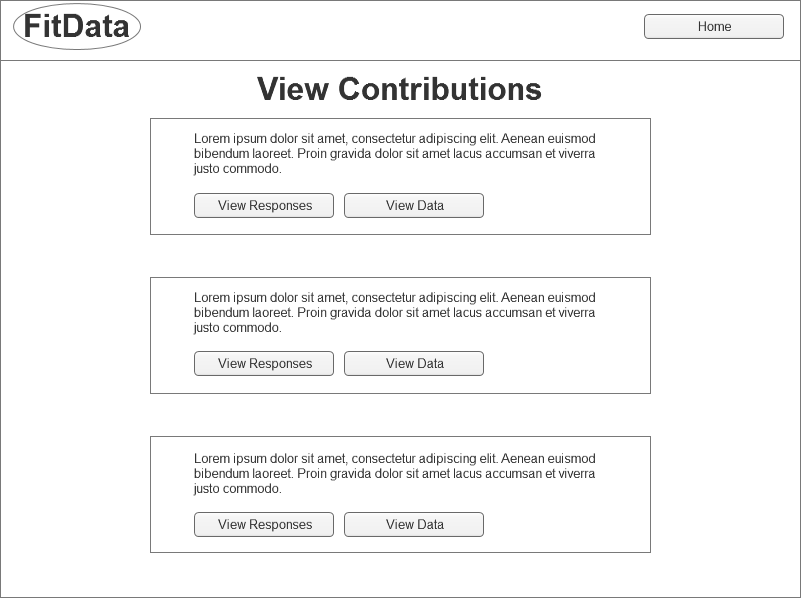 FitData
Home
View Contributions
Lorem ipsum dolor sit amet, consectetur adipiscing elit. Aenean euismod
bibendum laoreet. Proin gravida dolor sit amet lacus accumsan et viverra
justo commodo.
View Responses
View Data
Lorem ipsum dolor sit amet, consectetur adipiscing elit. Aenean euismod
bibendum laoreet. Proin gravida dolor sit amet lacus accumsan et viverra
justo commodo.
View Responses
View Data
Lorem ipsum dolor sit amet, consectetur adipiscing elit. Aenean euismod
bibendum laoreet. Proin gravida dolor sit amet lacus accumsan et viverra
justo commodo.
View Responses
View Data